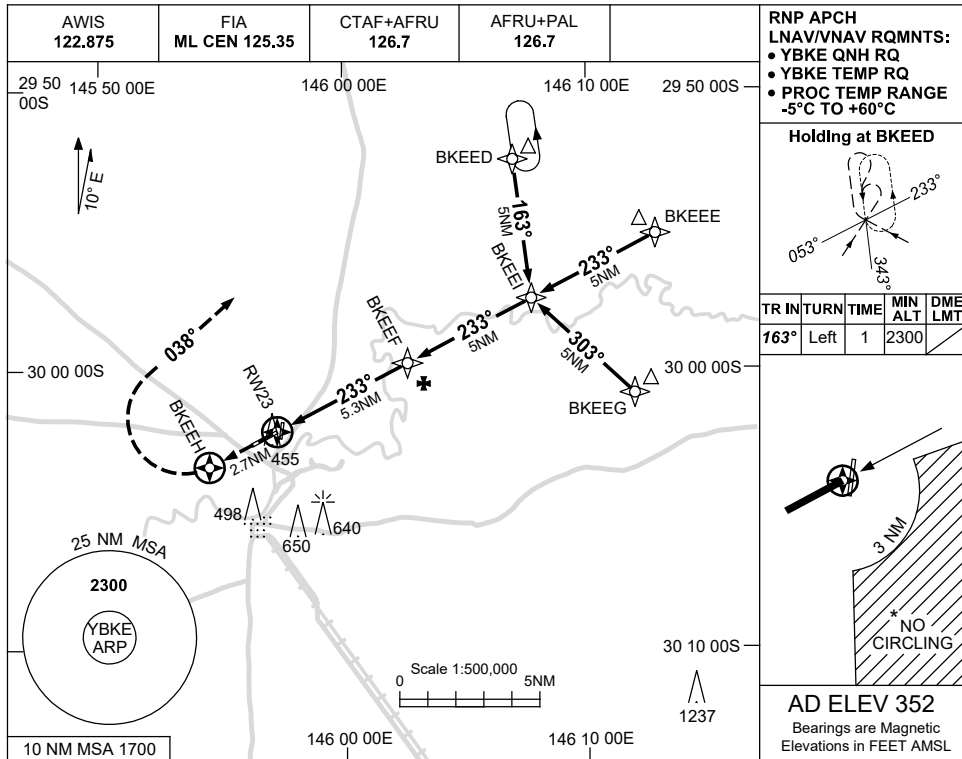 AWIS
122.875
FIA
ML CEN 125.35
CTAF+AFRU
126.7
AFRU+PAL
126.7
RNP APCH
LNAV/VNAV RQMNTS:
• YBKE QNH RQ
• YBKE TEMP RQ
• PROC TEMP RANGE
-5°C TO +60°C
29 50
00S
145 50 00E
146 00 00E
146 10 00E
29 50 00S
10° E
BKEED
163°
5NM
BKEEE
233°
5NM
BKEEI
233°
5NM
303°
5NM
BKEEG
BKEEF
233°
5.3NM
RW23
455
038°
BKEEH
2.7NM
30 00 00S
30 00 00S
498
650
640
25 NM MSA
2300
YBKE
ARP
10 NM MSA 1700
Scale 1:500,000
0
5NM
1237
30 10 00S
146 00 00E
146 10 00E
Holding at BKEED
233°
053°
343°
TR IN TURN TIME MIN ALT DME LMT
163° Left 1 2300
3 NM
*NO
CIRCLING
AD ELEV 352
Bearings are Magnetic
Elevations in FEET AMSL